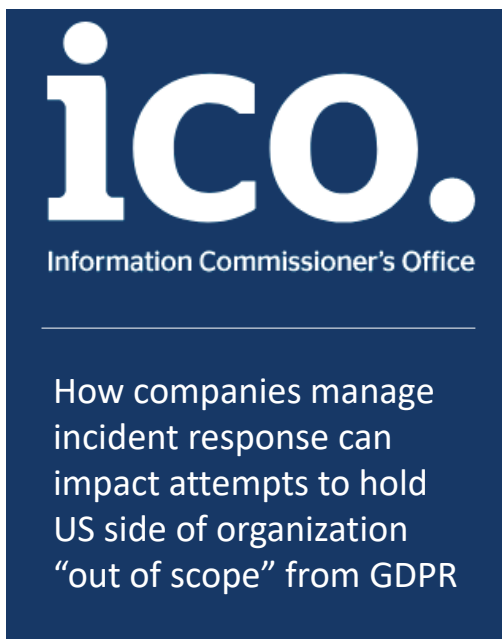 ico.
Information Commissioner's Office
How companies manage
incident response can
impact attempts to hold
US side of organization
“out of scope” from GDPR